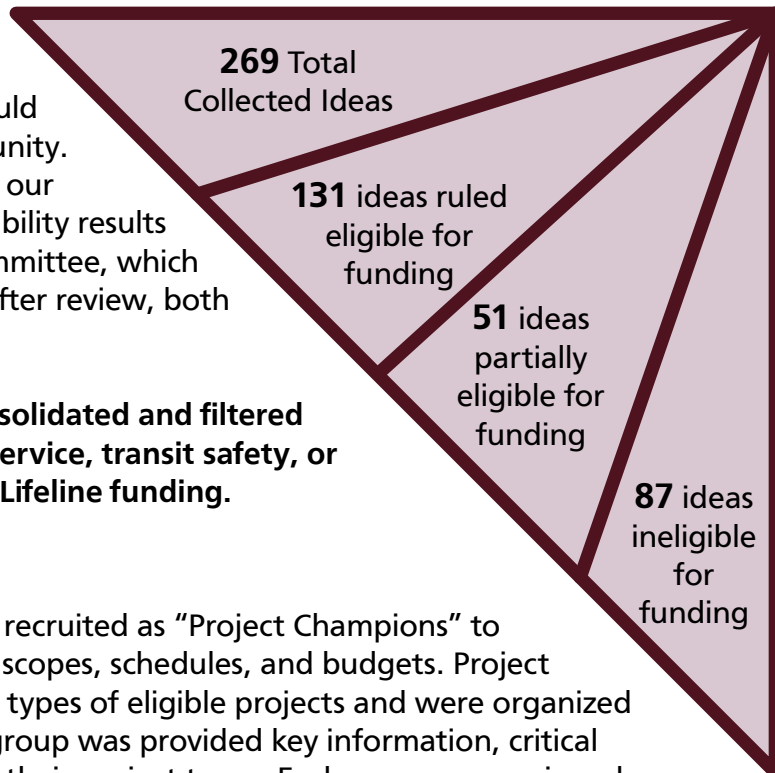 269 Total
Collected Ideas
131 ideas ruled
eligible for
funding
51 ideas
partially
eligible for
funding
87 ideas
ineligible
for
funding
uld
unity.
our
bility results
mmittee, which
fter review, both
solidated and filtered
ervice, transit safety, or
Lifeline funding.
recruited as “Project Champions” to
scopes, schedules, and budgets. Project
types of eligible projects and were organized
group was provided key information, critical